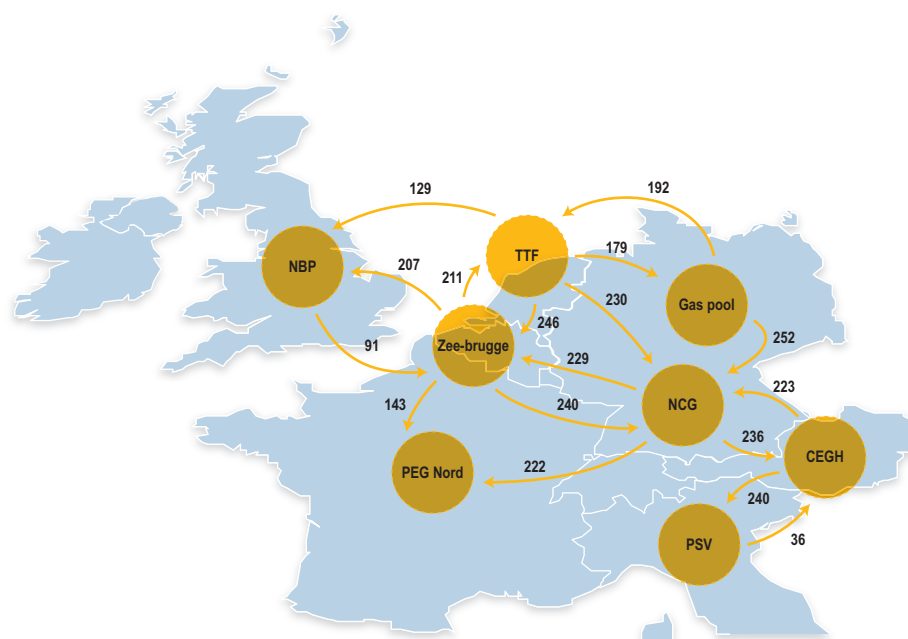 192
129
TTF
179
NBP
207
211
Gas pool
230
246
252
91
Zee-brugge
229
223
143
240
NCG
236
CEGH
222
PEG Nord
240
36
PSV